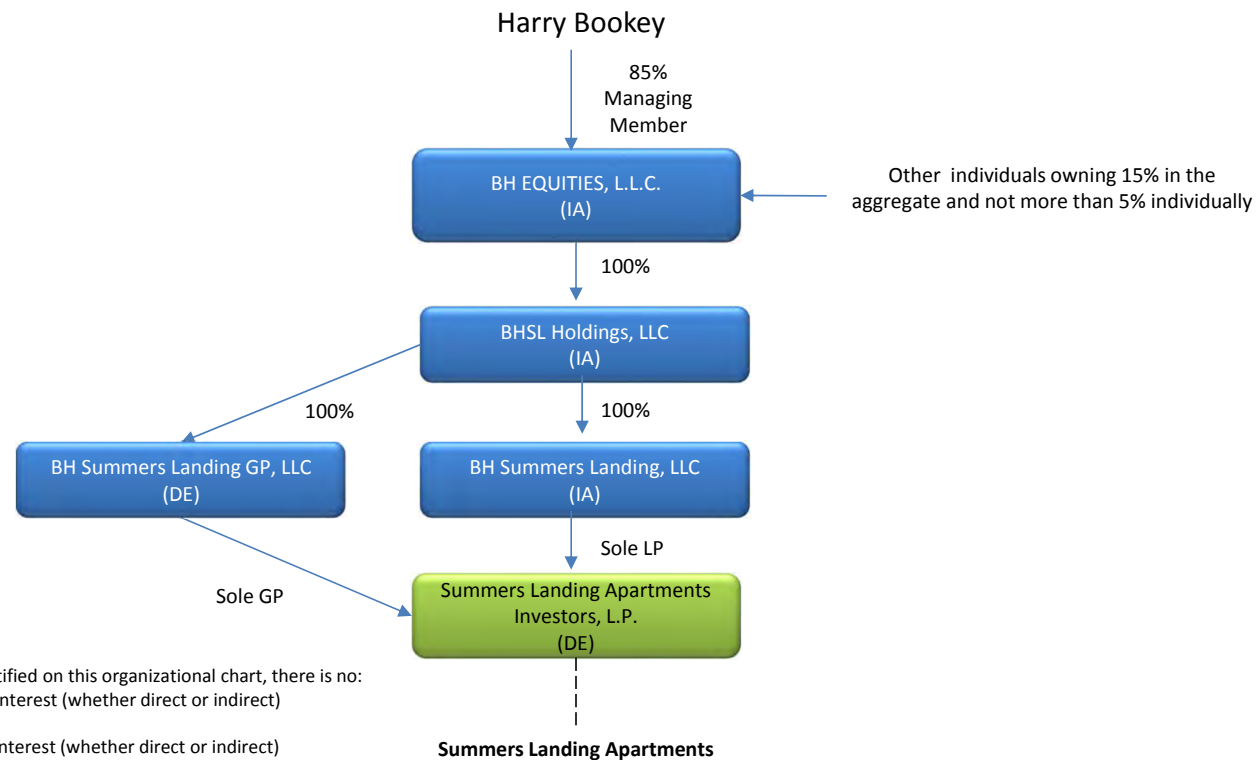 Harry Bookey
85%
Managing
Member
BH EQUITIES, L.L.C.
(IA)
Other individuals owning 15% in the
aggregate and not more than 5% individually
100%
BHSL Holdings, LLC
(IA)
100%
100%
BH Summers Landing GP, LLC
(DE)
BH Summers Landing, LLC
(IA)
Sole LP
Sole GP
Summers Landing Apartments
Investors, L.P.
(DE)
on this organizational chart, there is no:
interest (whether direct or indirect)
interest (whether direct or indirect)
Summers Landing Apartments